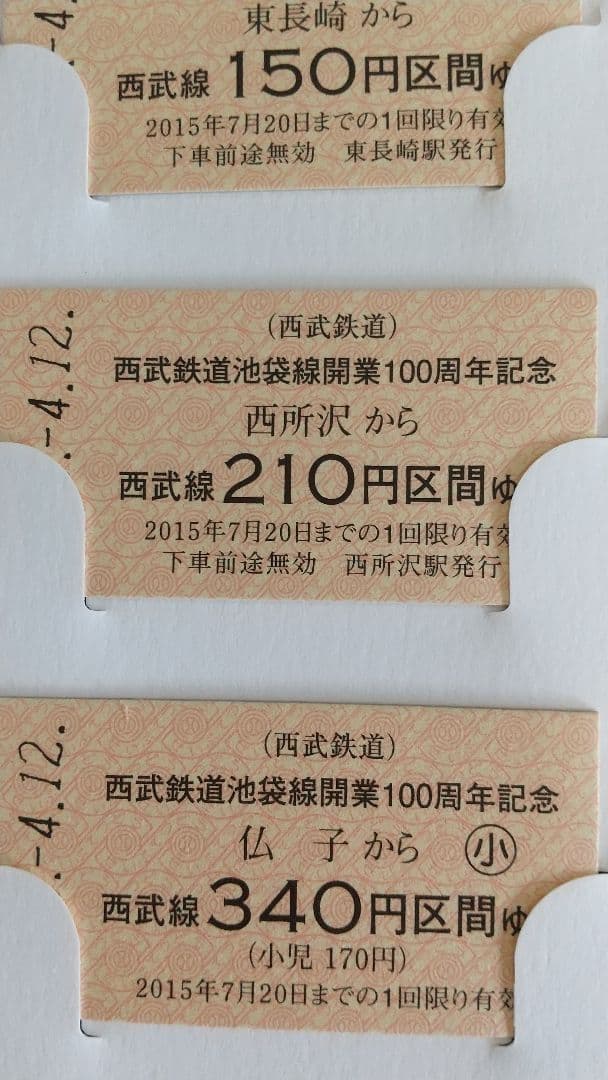 -4.
東長崎 から
西武線 150円区間ゆ
2015年7月20日までの1回限り有効
下車前途無効 東長崎駅発行
-4.12.
(西武鉄道)
西武鉄道池袋線開業100周年記念
西所沢 から
西武線 210円区間ゆ
2015年7月20日までの1回限り有効
下車前途無効 西所沢駅発行
-4.12.
(西武鉄道)
西武鉄道池袋線開業100周年記念
仏 子 から ㊛
西武線 340円区間ゆ
(小児 170円)
2015年7月20日までの1回限り有効